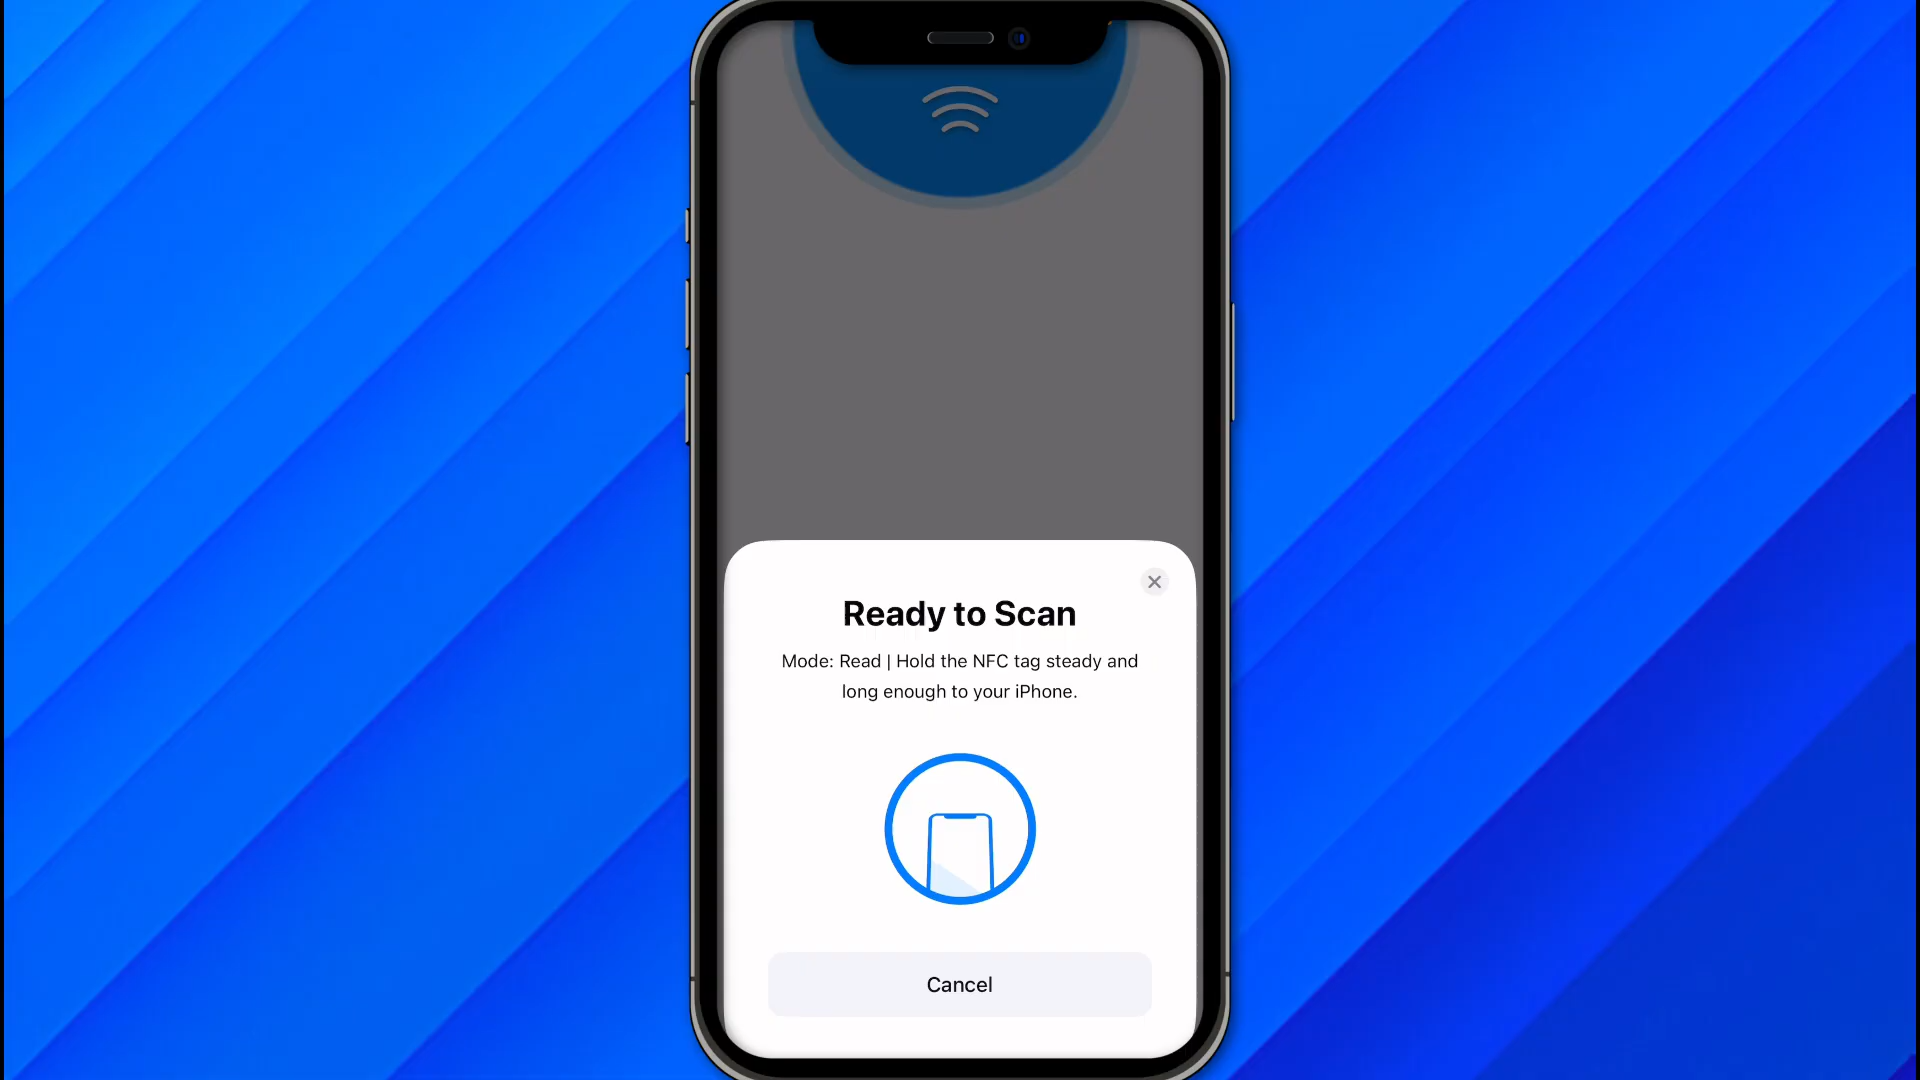 Ready to Scan
Mode: Read | Hold the NFC tag steady and
long enough to your iPhone.
Cancel